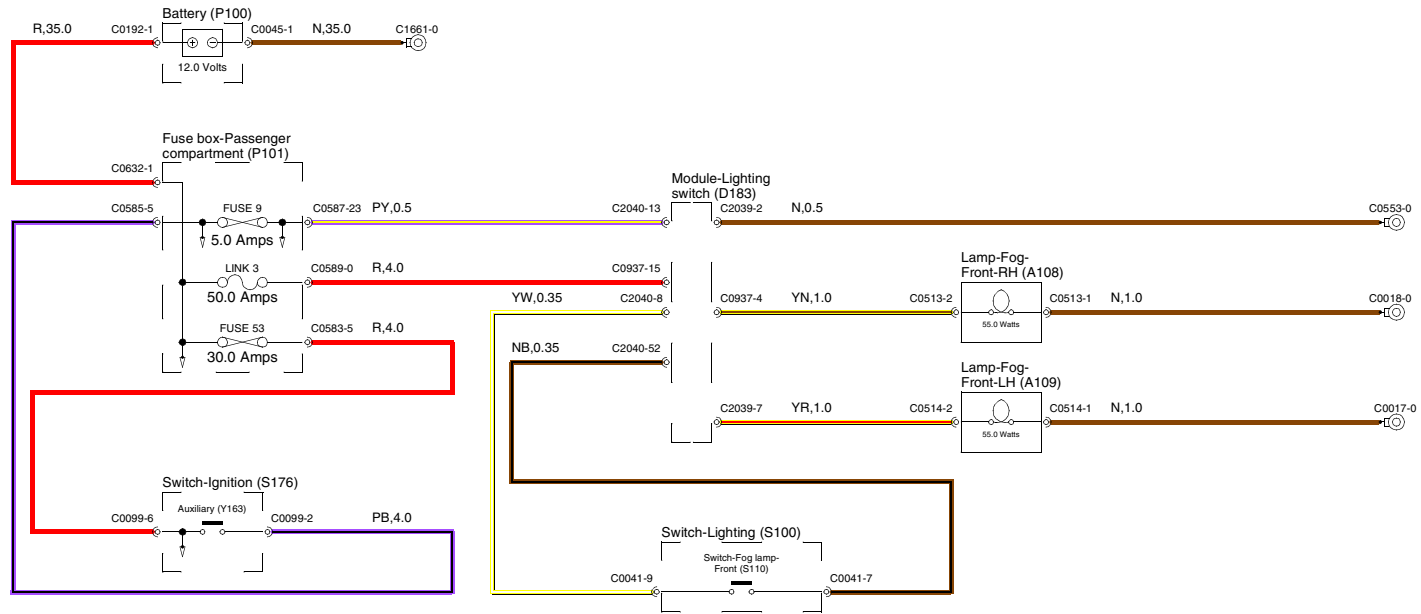 Battery (P100)
R,35.0
C0192-1
C0045-1
N,35.0
C1661-0
12.0 Volts
Fuse box-Passenger
compartment (P101)
C0632-1
C0585-5
FUSE 9
5.0 Amps
C0587-23
PY,0.5
C2040-13
Module-Lighting
switch (D183)
C2039-2
N,0.5
C0553-0
LINK 3
50.0 Amps
C0589-0
R,4.0
C0937-15
YW,0.35
C2040-8
C0937-4
YN,1.0
C0513-2
Lamp-Fog-
Front-RH (A108)
55.0 Watts
C0513-1
N,1.0
C0018-0
FUSE 53
30.0 Amps
C0583-5
R,4.0
NB,0.35
C2040-52
Lamp-Fog-
Front-LH (A109)
C2039-7
YR,1.0
C0514-2
55.0 Watts
C0514-1
N,1.0
C0017-0
Switch-Ignition (S176)
Auxiliary (Y163)
C0099-6
C0099-2
PB,4.0
Switch-Lighting (S100)
Switch-Fog lamp-
Front (S110)
C0041-9
C0041-7